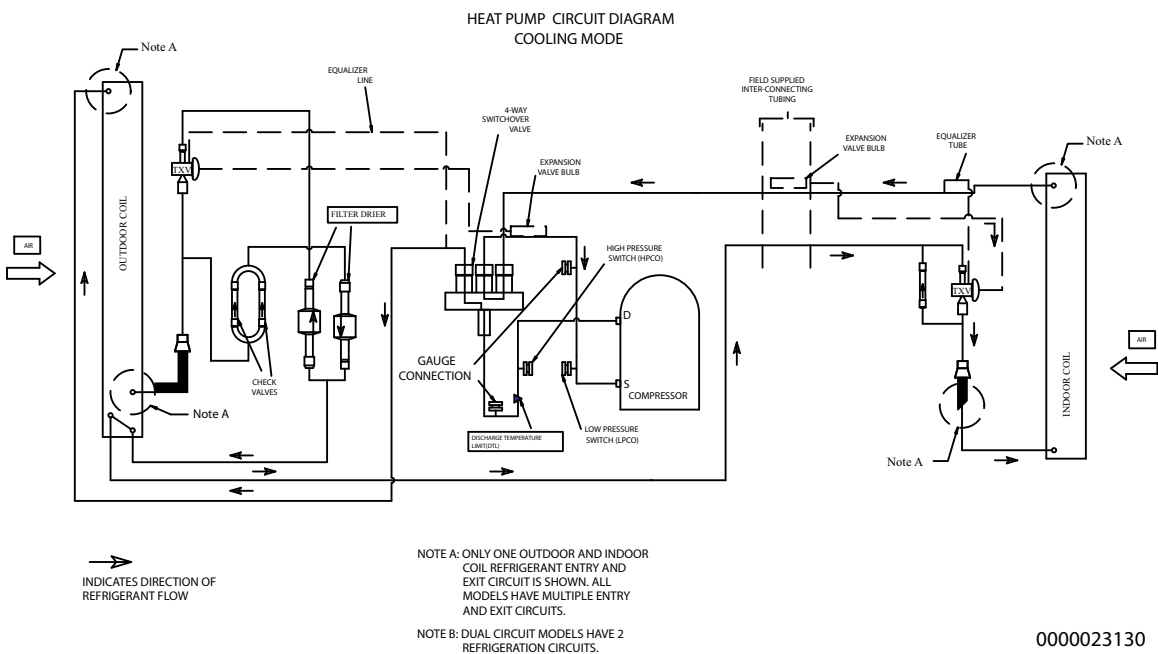 HEAT PUMP CIRCUIT DIAGRAM
COOLING MODE
Note A
EQUALIZER
LINE
4-WAY
SWITCHOVER
VALVE
FIELD SUPPLIED
INTER-CONNECTING
TUBING
EXPANSION
VALVE BULB
EQUALIZER
TUBE
Note A
EXPANSION
VALVE BULB
TXV
OUTDOOR COIL
FILTER DRIER
AIR
HIGH PRESSURE
SWITCH (HPCO)
TXV
D
AIR
GAUGE
CONNECTION
S
COMPRESSOR
INDOOR COIL
CHECK
VALVES
Note A
DISCHARGE TEMPERATURE
LIMIT(DTL)
LOW PRESSURE
SWITCH (LPCO)
Note A
INDICATES DIRECTION OF
REFRIGERANT FLOW
NOTE A: ONLY ONE OUTDOOR AND INDOOR
COIL REFRIGERANT ENTRY AND
EXIT CIRCUIT IS SHOWN. ALL
MODELS HAVE MULTIPLE ENTRY
AND EXIT CIRCUITS.
NOTE B: DUAL CIRCUIT MODELS HAVE 2
REFRIGERATION CIRCUITS.
0000023130